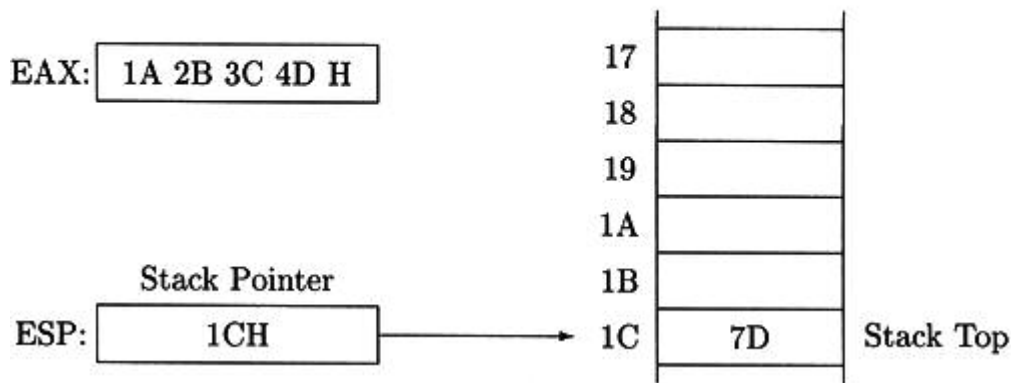 EAX: 1A 2B 3C 4D H
Stack Pointer
ESP: 1CH
17
18
19
1A
1B
1C 7D Stack Top